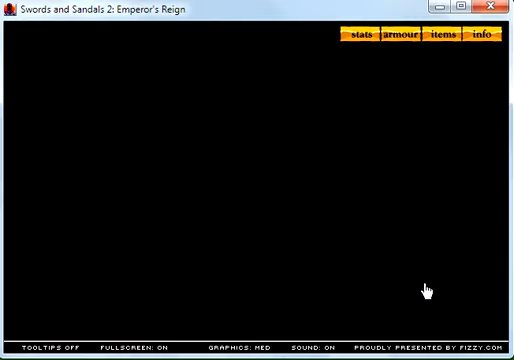 Swords and Sandals 2: Emperor's Reign
stats armour items info
TOOLTIPS OFF FULLSCREEN: ON GRAPHICS: MED SOUND: ON PROUDLY PRESENTED BY FIZZY.COM